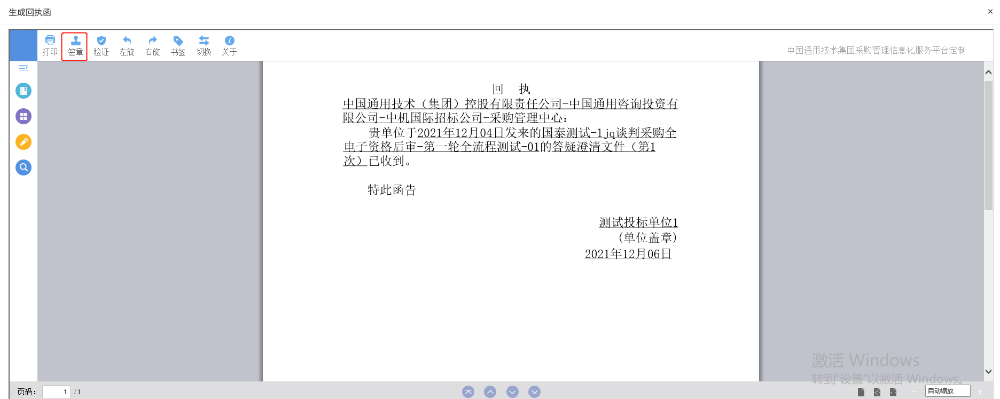 生成回执函
×
打印 签章 验证 左旋 右旋 书签 切换 关于
中国通用技术集团采购管理信息化服务平台定制
回 执
中国通用技术（集团）控股有限责任公司-中国通用咨询投资有
限公司-中机国际招标公司-采购管理中心：
贵单位于2021年12月04日发来的国泰测试-ljq谈判采购全
电子资格后审-第一轮全流程测试-01的答疑澄清文件（第1
次）已收到。
特此函告
测试投标单位1
（单位盖章）
2021年12月06日
激活 Windows
转到“设置”以激活 Windows。
页码： 1 / 1
自动缩放